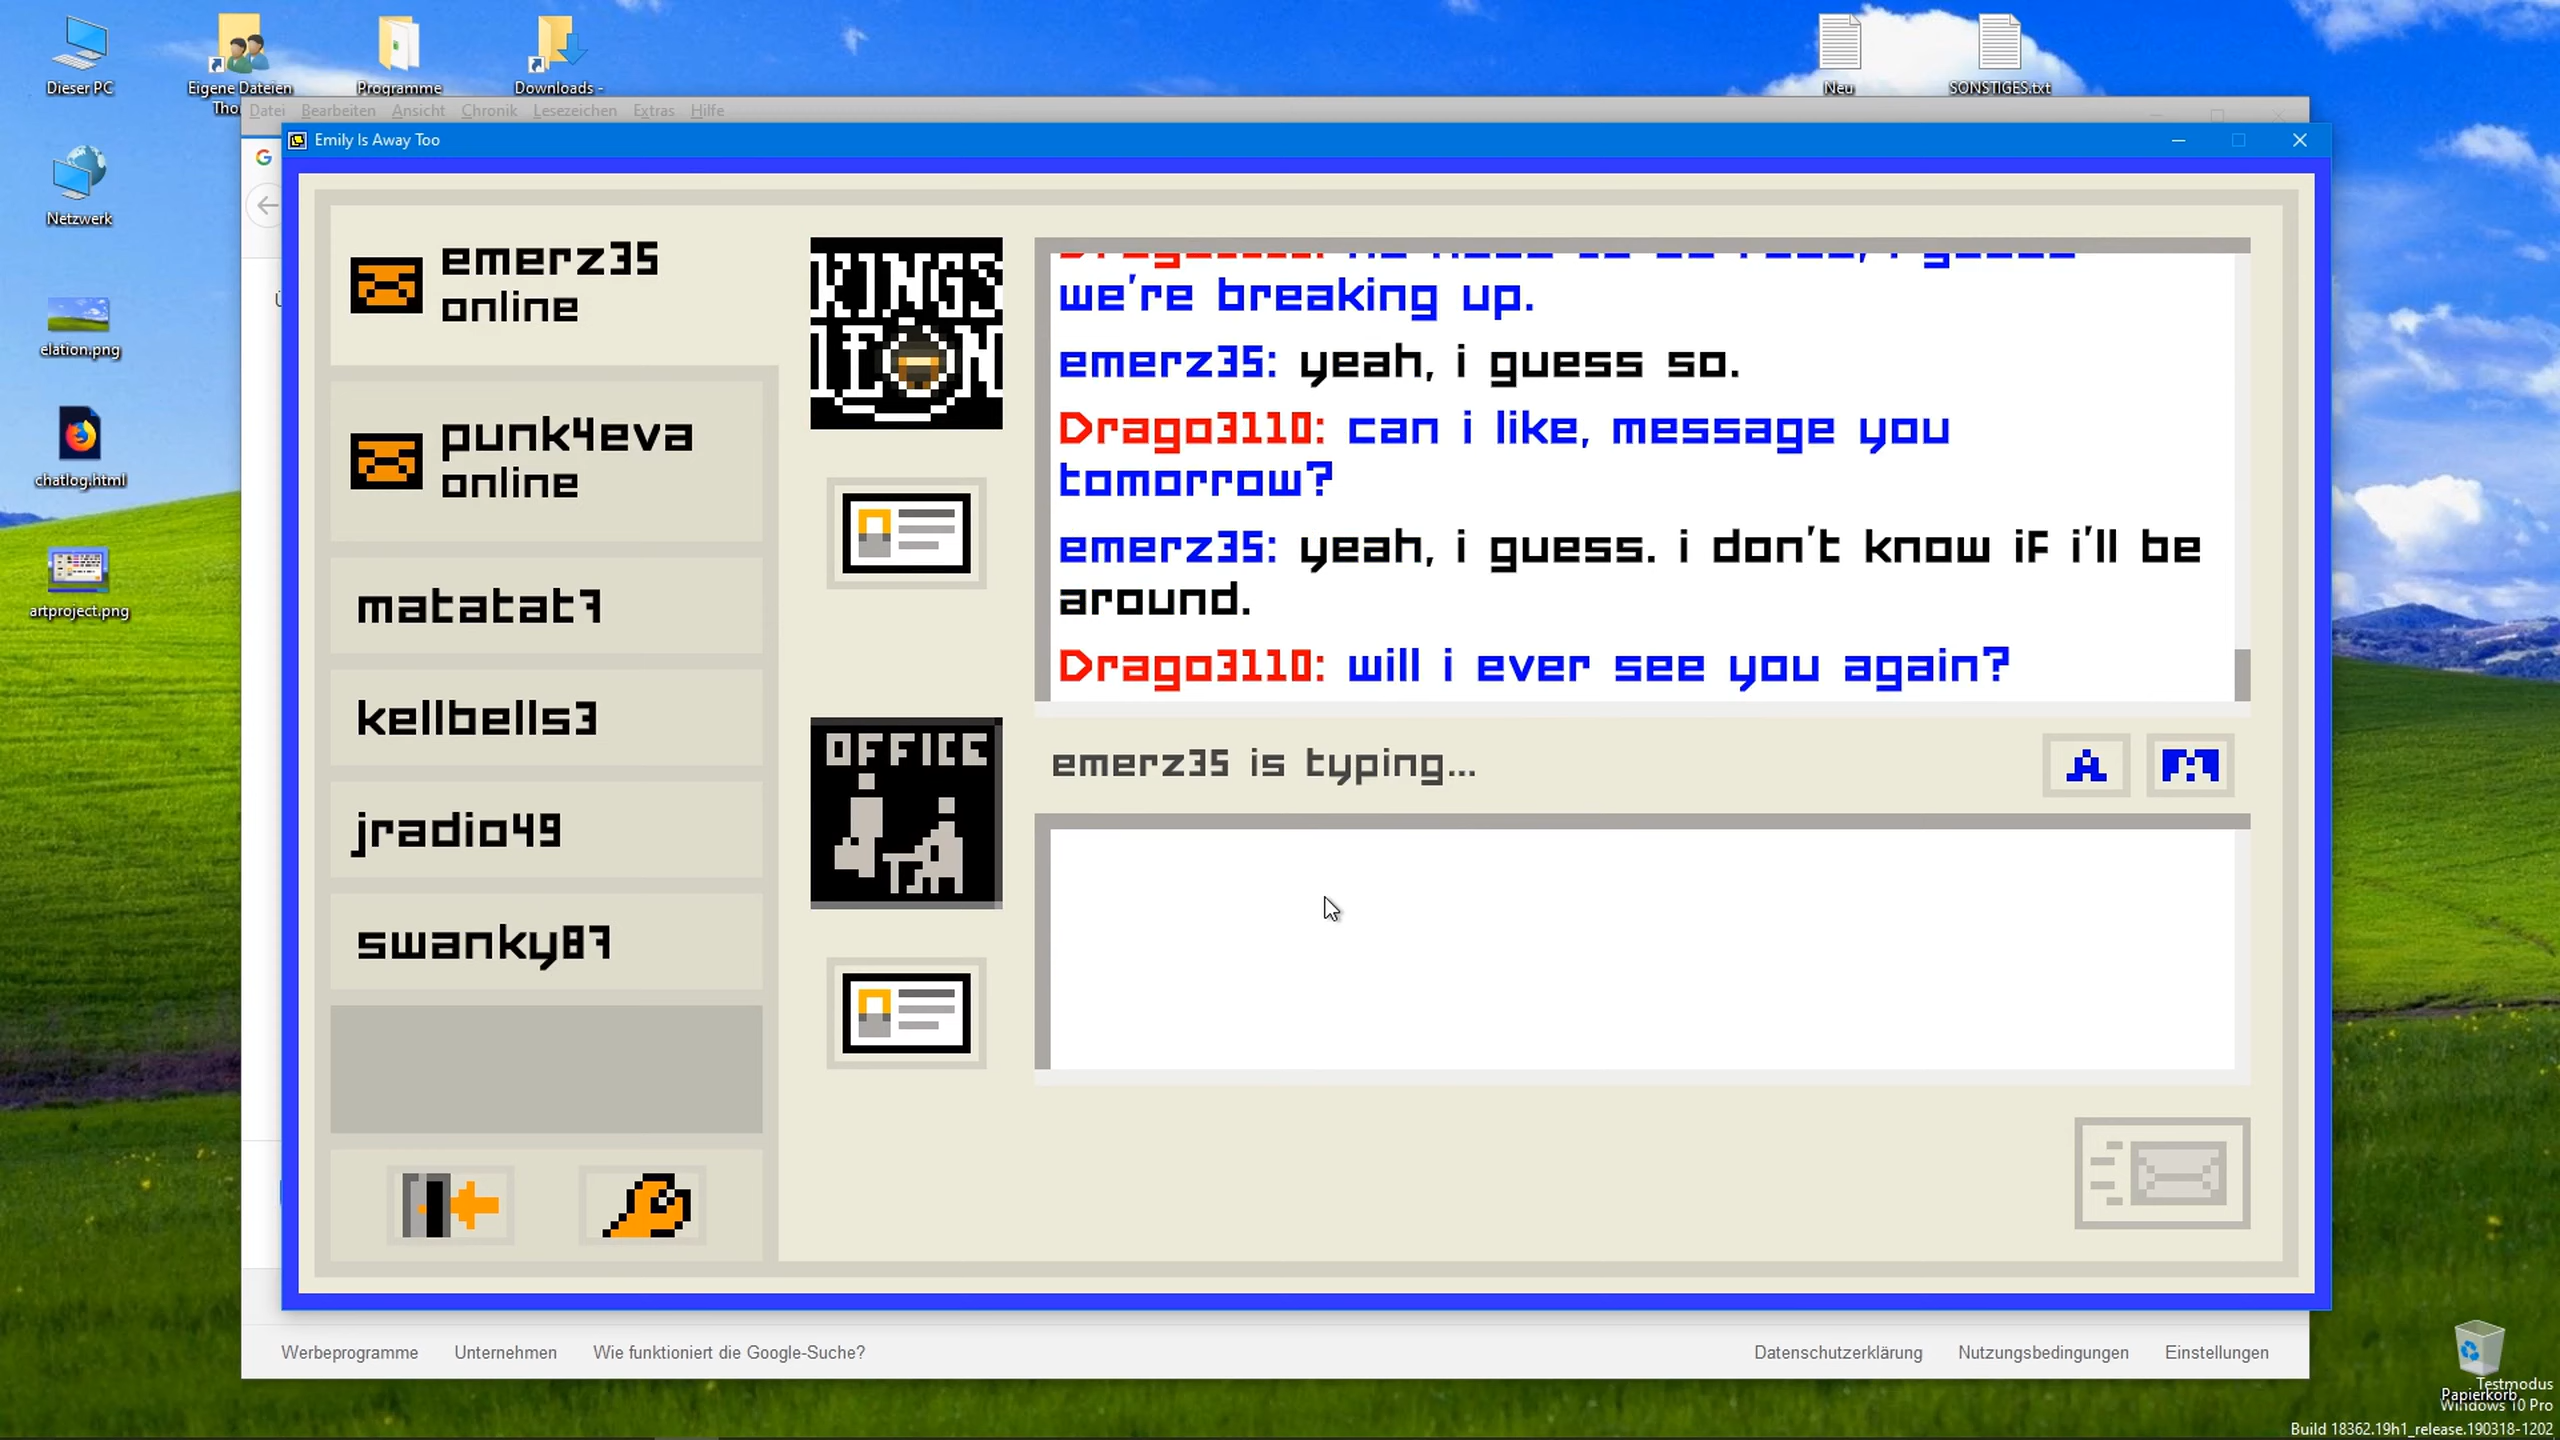 Dieser PC
Eigene Dateien
Tho
Programme
Downloads -
Neu
SONSTIGES.txt
Datei Bearbeiten Ansicht Chronik Lesezeichen Extras Hilfe
Emily Is Away Too
Netzwerk
elation.png
chatlog.html
artproject.png
emerz35
online
punk4eva
online
matatat7
kellbells3
jradio49
swanky87
KINGS
OFFICE
we're breaking up.
emerz35: yeah, i guess so.
Drago3110: can i like, message you
tomorrow?
emerz35: yeah, i guess. i don't know if i'll be
around.
Drago3110: will i ever see you again?
emerz35 is typing...
A
Werbeprogramme Unternehmen Wie funktioniert die Google-Suche?
Datenschutzerklärung Nutzungsbedingungen Einstellungen
Papierkorb
Testmodus
Windows 10 Pro
Build 18362.19h1_release.190318-1202